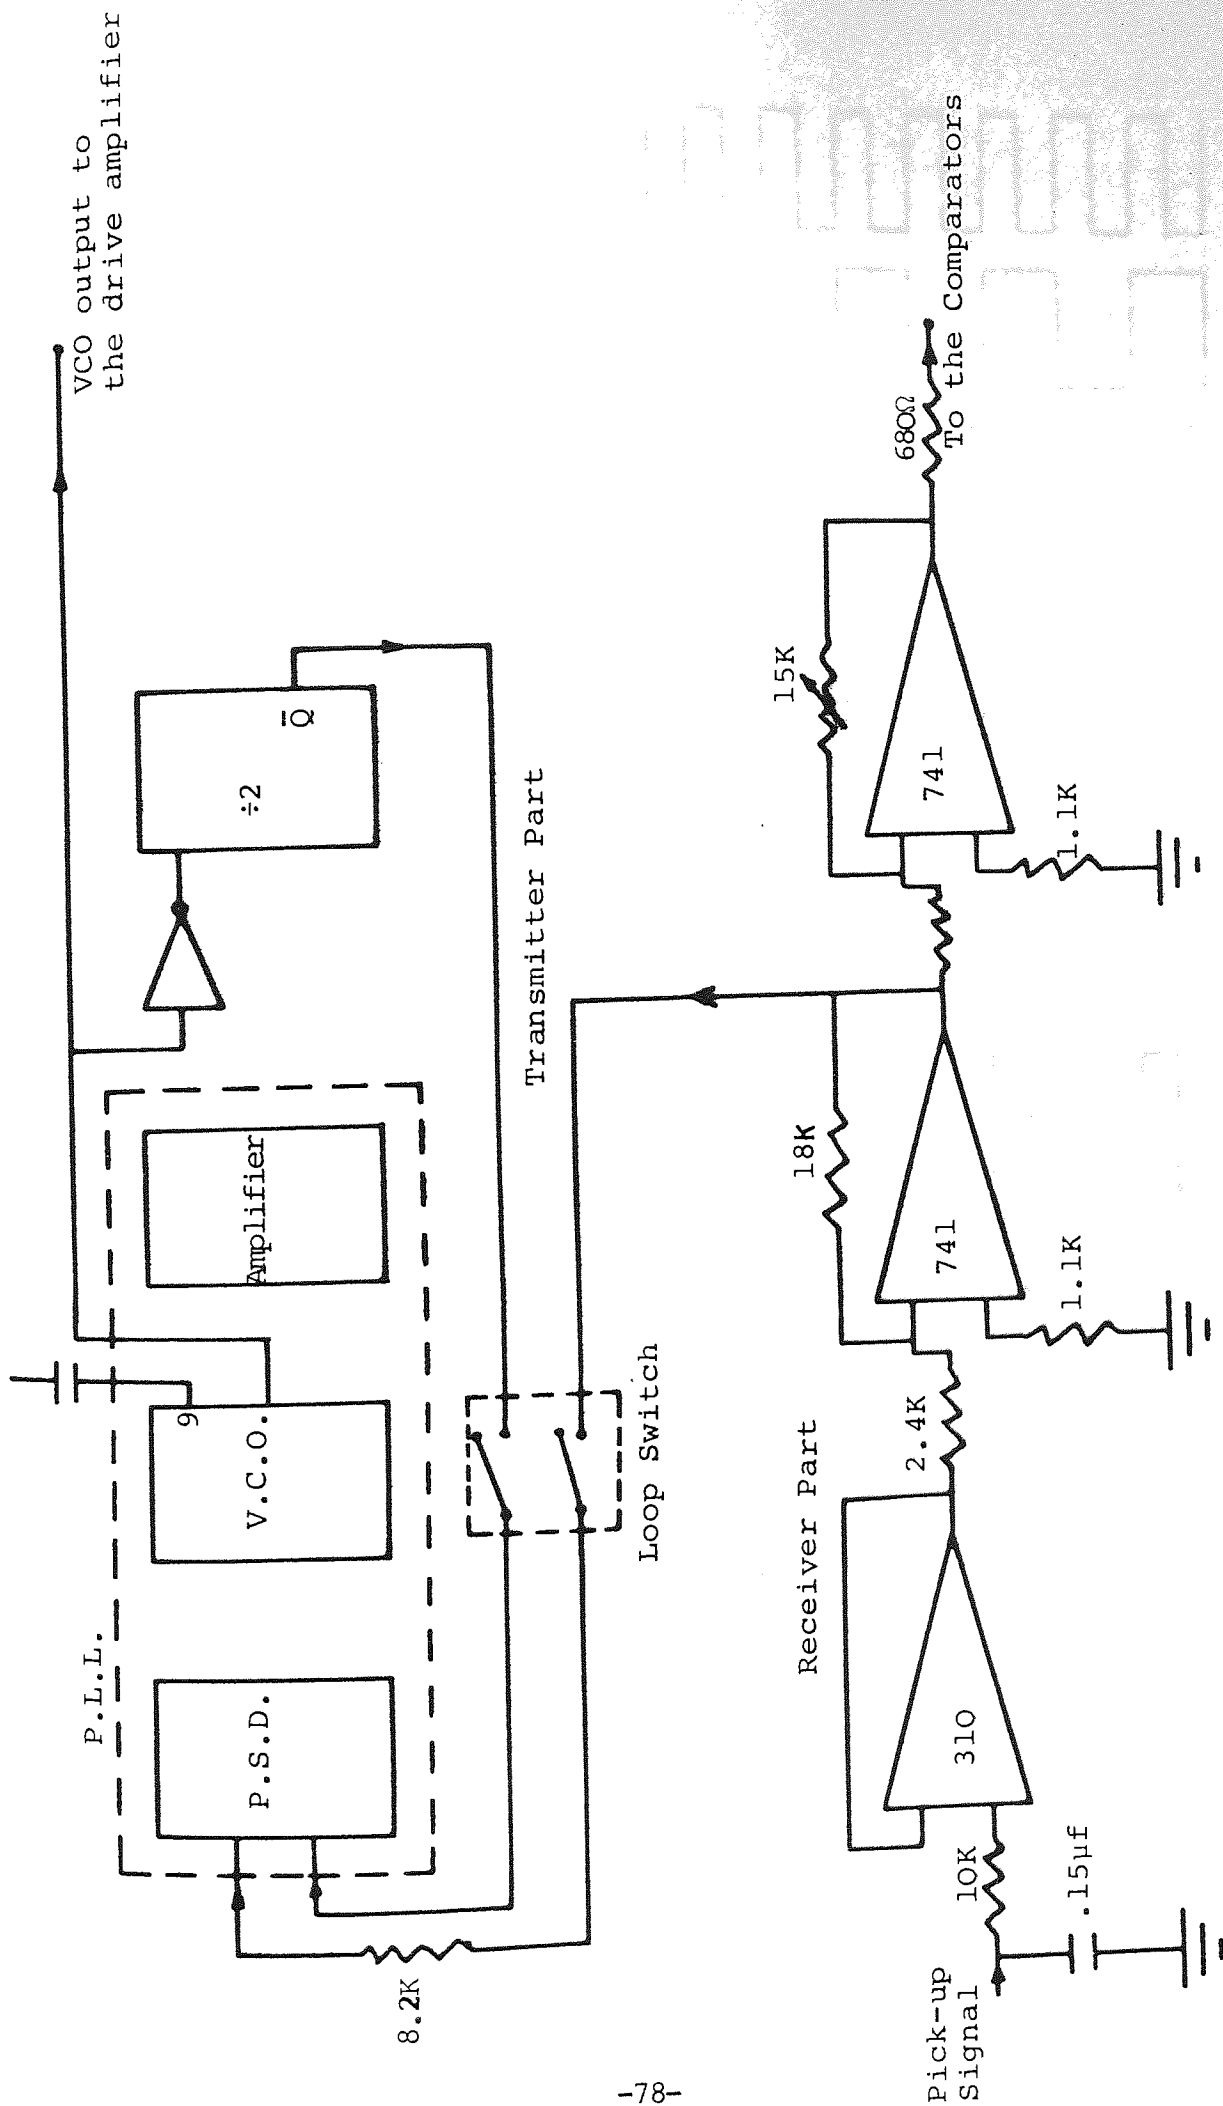 VCO output to
the drive amplifier
P.L.L.
P.S.D.
V.C.O.
9
Amplifier
÷2
Q̅
8.2K
Loop Switch
Transmitter Part
Receiver Part
Pick-up
Signal
.15μf
10K
310
2.4K
18K
741
1.1K
15K
741
1.1K
680Ω
To the Comparators
-78-